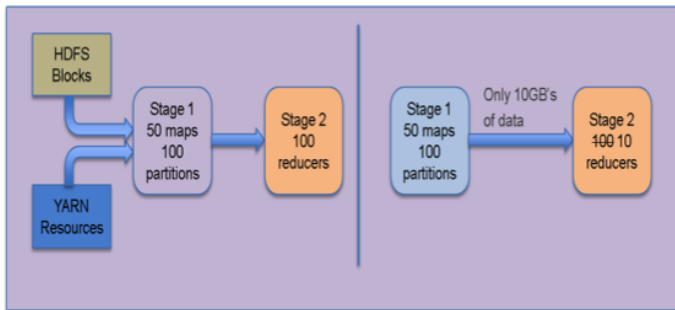 HDFS
Blocks
YARN
Resources
Stage 1
50 maps
100
partitions
Stage 2
100
reducers
Stage 1
50 maps
100
partitions
Only 10GB's
of data
Stage 2
100 10
reducers